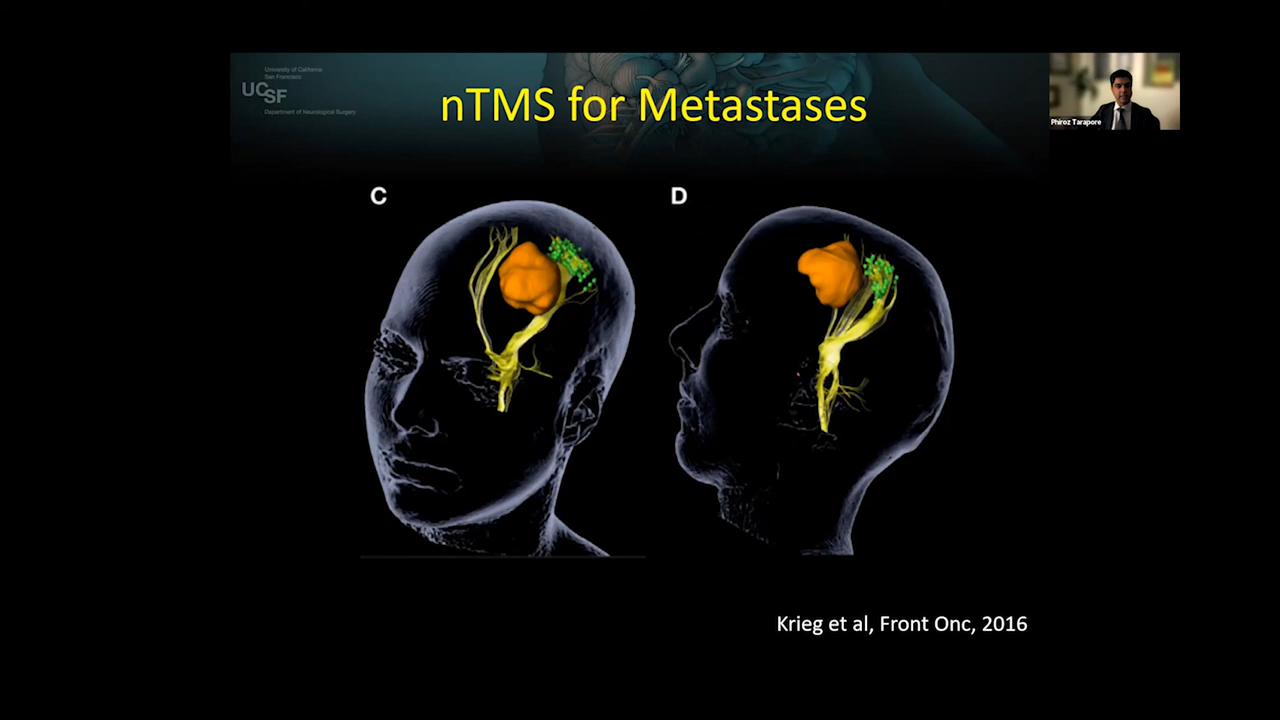 University of California
San Francisco
UCSF
Department of Neurological Surgery
nTMS for Metastases
Phiroz Tarapore
C
D
Krieg et al, Front Onc, 2016